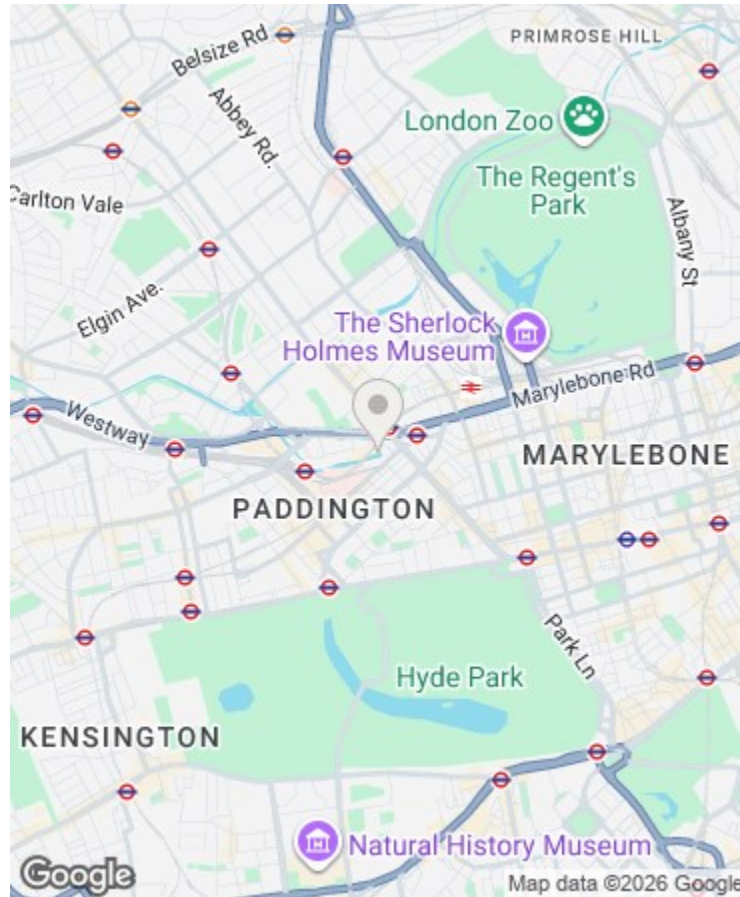 PRIMROSE HILL
Belsize Rd
Abbey Rd.
London Zoo
The Regent's
Park
Carlton Vale
Albany St
Elgin Ave.
The Sherlock
Holmes Museum
Marylebone Rd
Westway
MARYLEBONE
PADDINGTON
Park Ln
Hyde Park
KENSINGTON
Natural History Museum
Google
Map data ©2026 Google